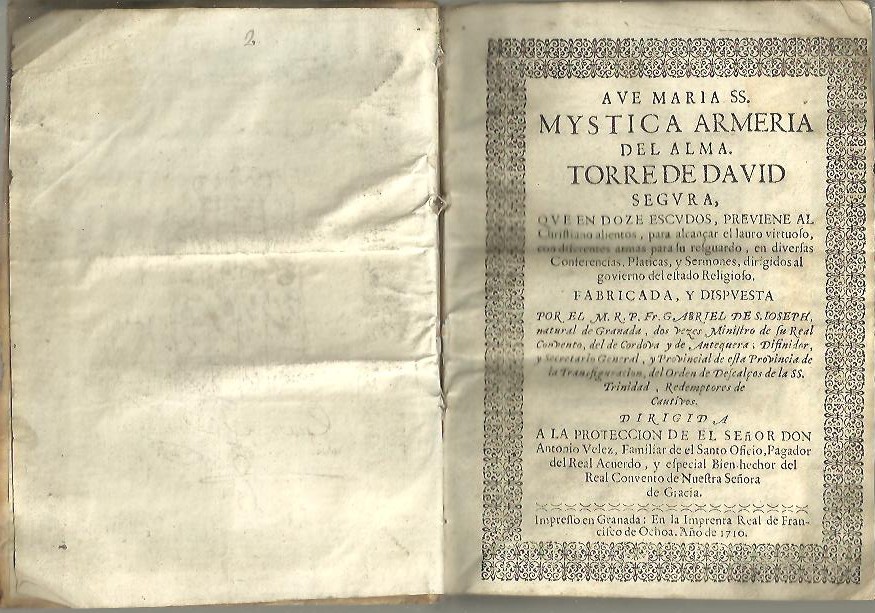 2
AVE MARIA SS.
MYSTICA ARMERIA
DEL ALMA.
TORRE DE DAVID
SEGVRA,
QVE EN DOZE ESCVDOS, PREVIENE AL
Chriſtiano alientos, para alcançar el lauro virtuoſo,
con diferentes armas para ſu reſguardo, en diverſas
Conferencias, Platicas, y Sermones, dirigidos al
govierno del eſtado Religioſo.
FABRICADA, Y DISPVESTA
POR EL M. R. P. Fr. GABRIEL DE S. IOSEPH,
natural de Granada, dos vezes Miniſtro de ſu Real
Convento, del de Cordova y de Antequera; Difinidor,
y Secretario General, y Provincial de eſta Provincia de
la Transfiguracion, del Orden de Deſcalços de la SS.
Trinidad, Redemptores de
Cautivos.
DIRIGIDA
A LA PROTECCION DE EL SEñOR DON
Antonio Velez, Familiar de el Santo Oficio, Pagador
del Real Acuerdo, y eſpecial Bien-hechor del
Real Convento de Nueſtra Señora
de Gracia.
Impreſſo en Granada: En la Imprenta Real de Fran-
ciſco de Ochoa. Año de 1710.